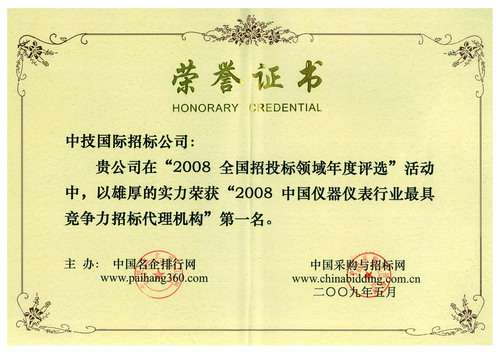 荣誉证书
HONORARY CREDENTIAL
中技国际招标公司：
贵公司在“2008 全国招投标领域年度评选”活动
中，以雄厚的实力荣获“2008 中国仪器仪表行业最具
竞争力招标代理机构”第一名。
主 办：中国名企排行网 中国采购与招标网
www.paihang360.com www.chinabidding.com
二〇〇九年五月